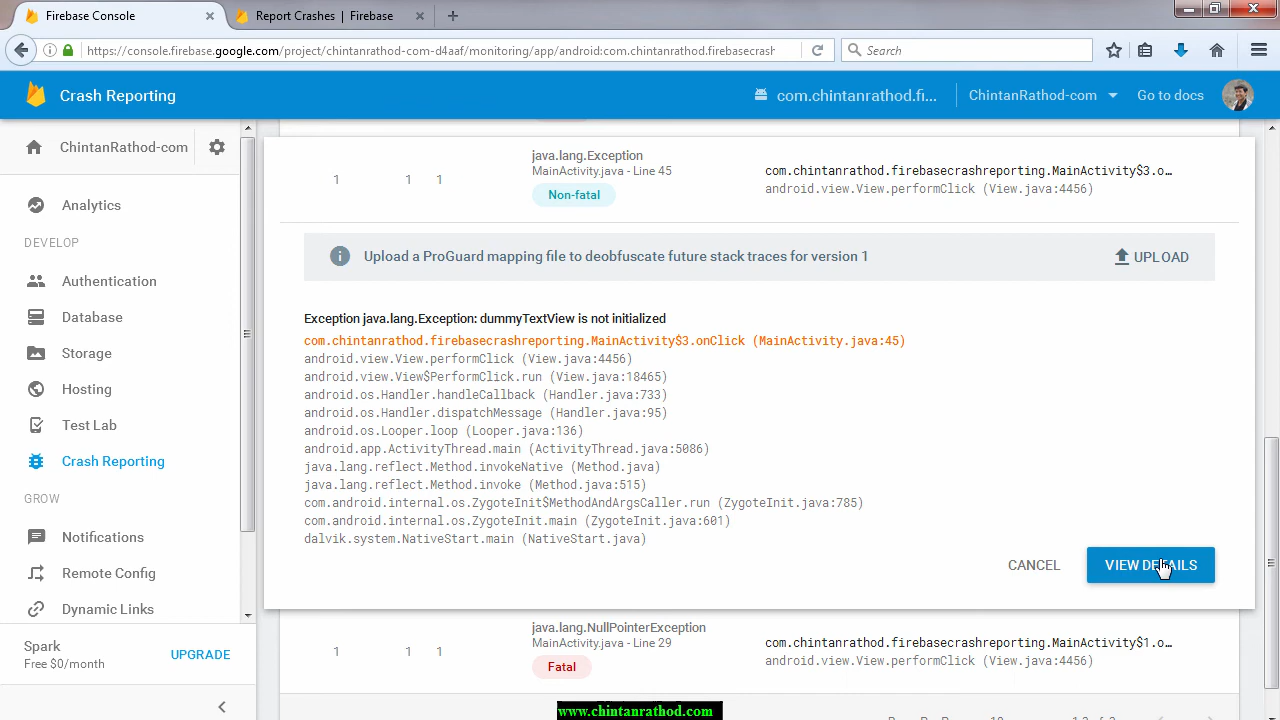 Firebase Console
Report Crashes | Firebase
https://console.firebase.google.com/project/chintanrathod-com-d4aaf/monitoring/app/android:com.chintanrathod.firebasecrash
Search
Crash Reporting
com.chintanrathod.fi...
ChintanRathod-com
Go to docs
ChintanRathod-com
Analytics
DEVELOP
Authentication
Database
Storage
Hosting
Test Lab
Crash Reporting
GROW
Notifications
Remote Config
Dynamic Links
Spark
Free $0/month
UPGRADE
1 1 1
java.lang.Exception
MainActivity.java - Line 45
Non-fatal
com.chintanrathod.firebasecrashreporting.MainActivity$3.o…
android.view.View.performClick (View.java:4456)
Upload a ProGuard mapping file to deobfuscate future stack traces for version 1
UPLOAD
Exception java.lang.Exception: dummyTextView is not initialized
com.chintanrathod.firebasecrashreporting.MainActivity$3.onClick (MainActivity.java:45)
android.view.View.performClick (View.java:4456)
android.view.View$PerformClick.run (View.java:18465)
android.os.Handler.handleCallback (Handler.java:733)
android.os.Handler.dispatchMessage (Handler.java:95)
android.os.Looper.loop (Looper.java:136)
android.app.ActivityThread.main (ActivityThread.java:5086)
java.lang.reflect.Method.invokeNative (Method.java)
java.lang.reflect.Method.invoke (Method.java:515)
com.android.internal.os.ZygoteInit$MethodAndArgsCaller.run (ZygoteInit.java:785)
com.android.internal.os.ZygoteInit.main (ZygoteInit.java:601)
dalvik.system.NativeStart.main (NativeStart.java)
CANCEL
VIEW DETAILS
1 1 1
java.lang.NullPointerException
MainActivity.java - Line 29
Fatal
com.chintanrathod.firebasecrashreporting.MainActivity$1.o…
android.view.View.performClick (View.java:4456)
www.chintanrathod.com